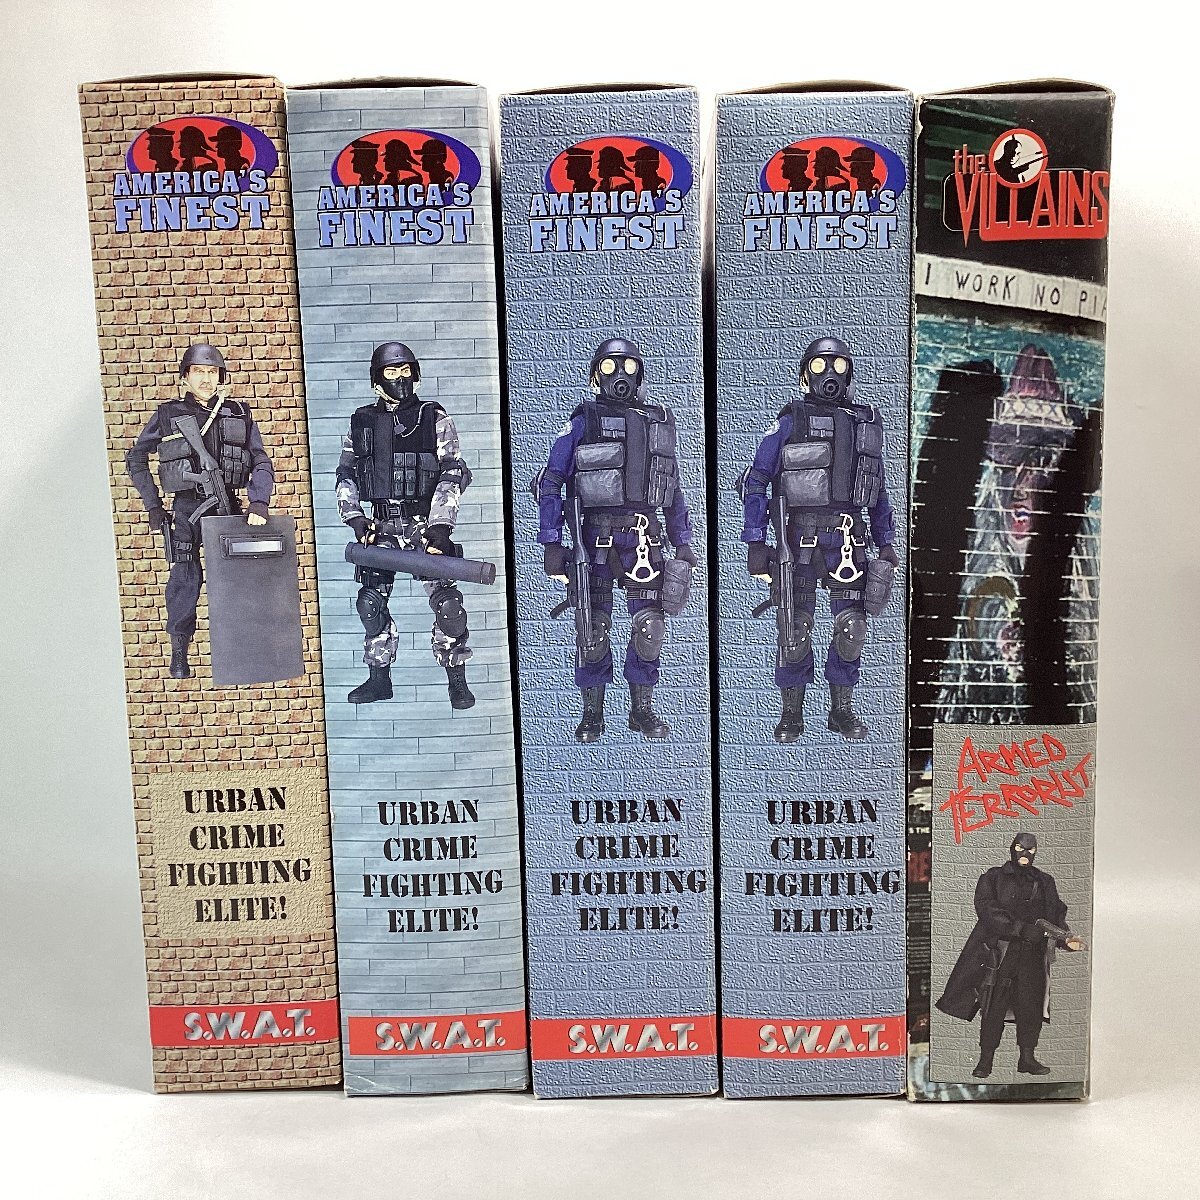 AMERICA'S
FINEST
URBAN
CRIME
FIGHTING
ELITE!
S.W.A.T.
AMERICA'S
FINEST
URBAN
CRIME
FIGHTING
ELITE!
S.W.A.T.
AMERICA'S
FINEST
URBAN
CRIME
FIGHTING
ELITE!
S.W.A.T.
AMERICA'S
FINEST
URBAN
CRIME
FIGHTING
ELITE!
S.W.A.T.
the
VILLAINS
I WORK NO
ARMED
TERRORIST